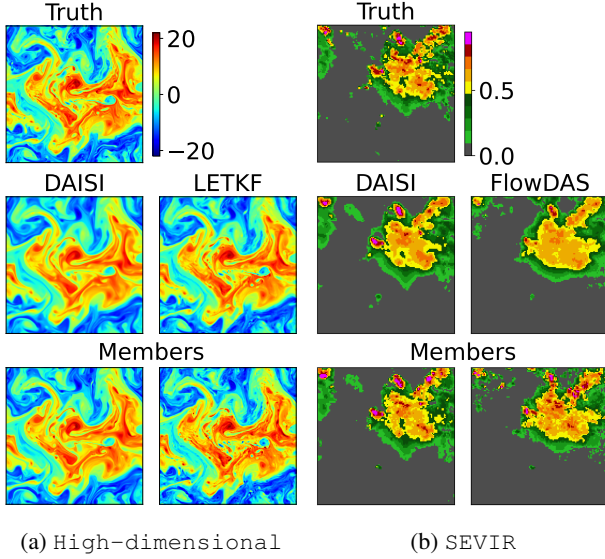 Truth
20
0
−20
DAISI LETKF
Members
(a) High-dimensional
Truth
0.5
0.0
DAISI FlowDAS
Members
(b) SEVIR